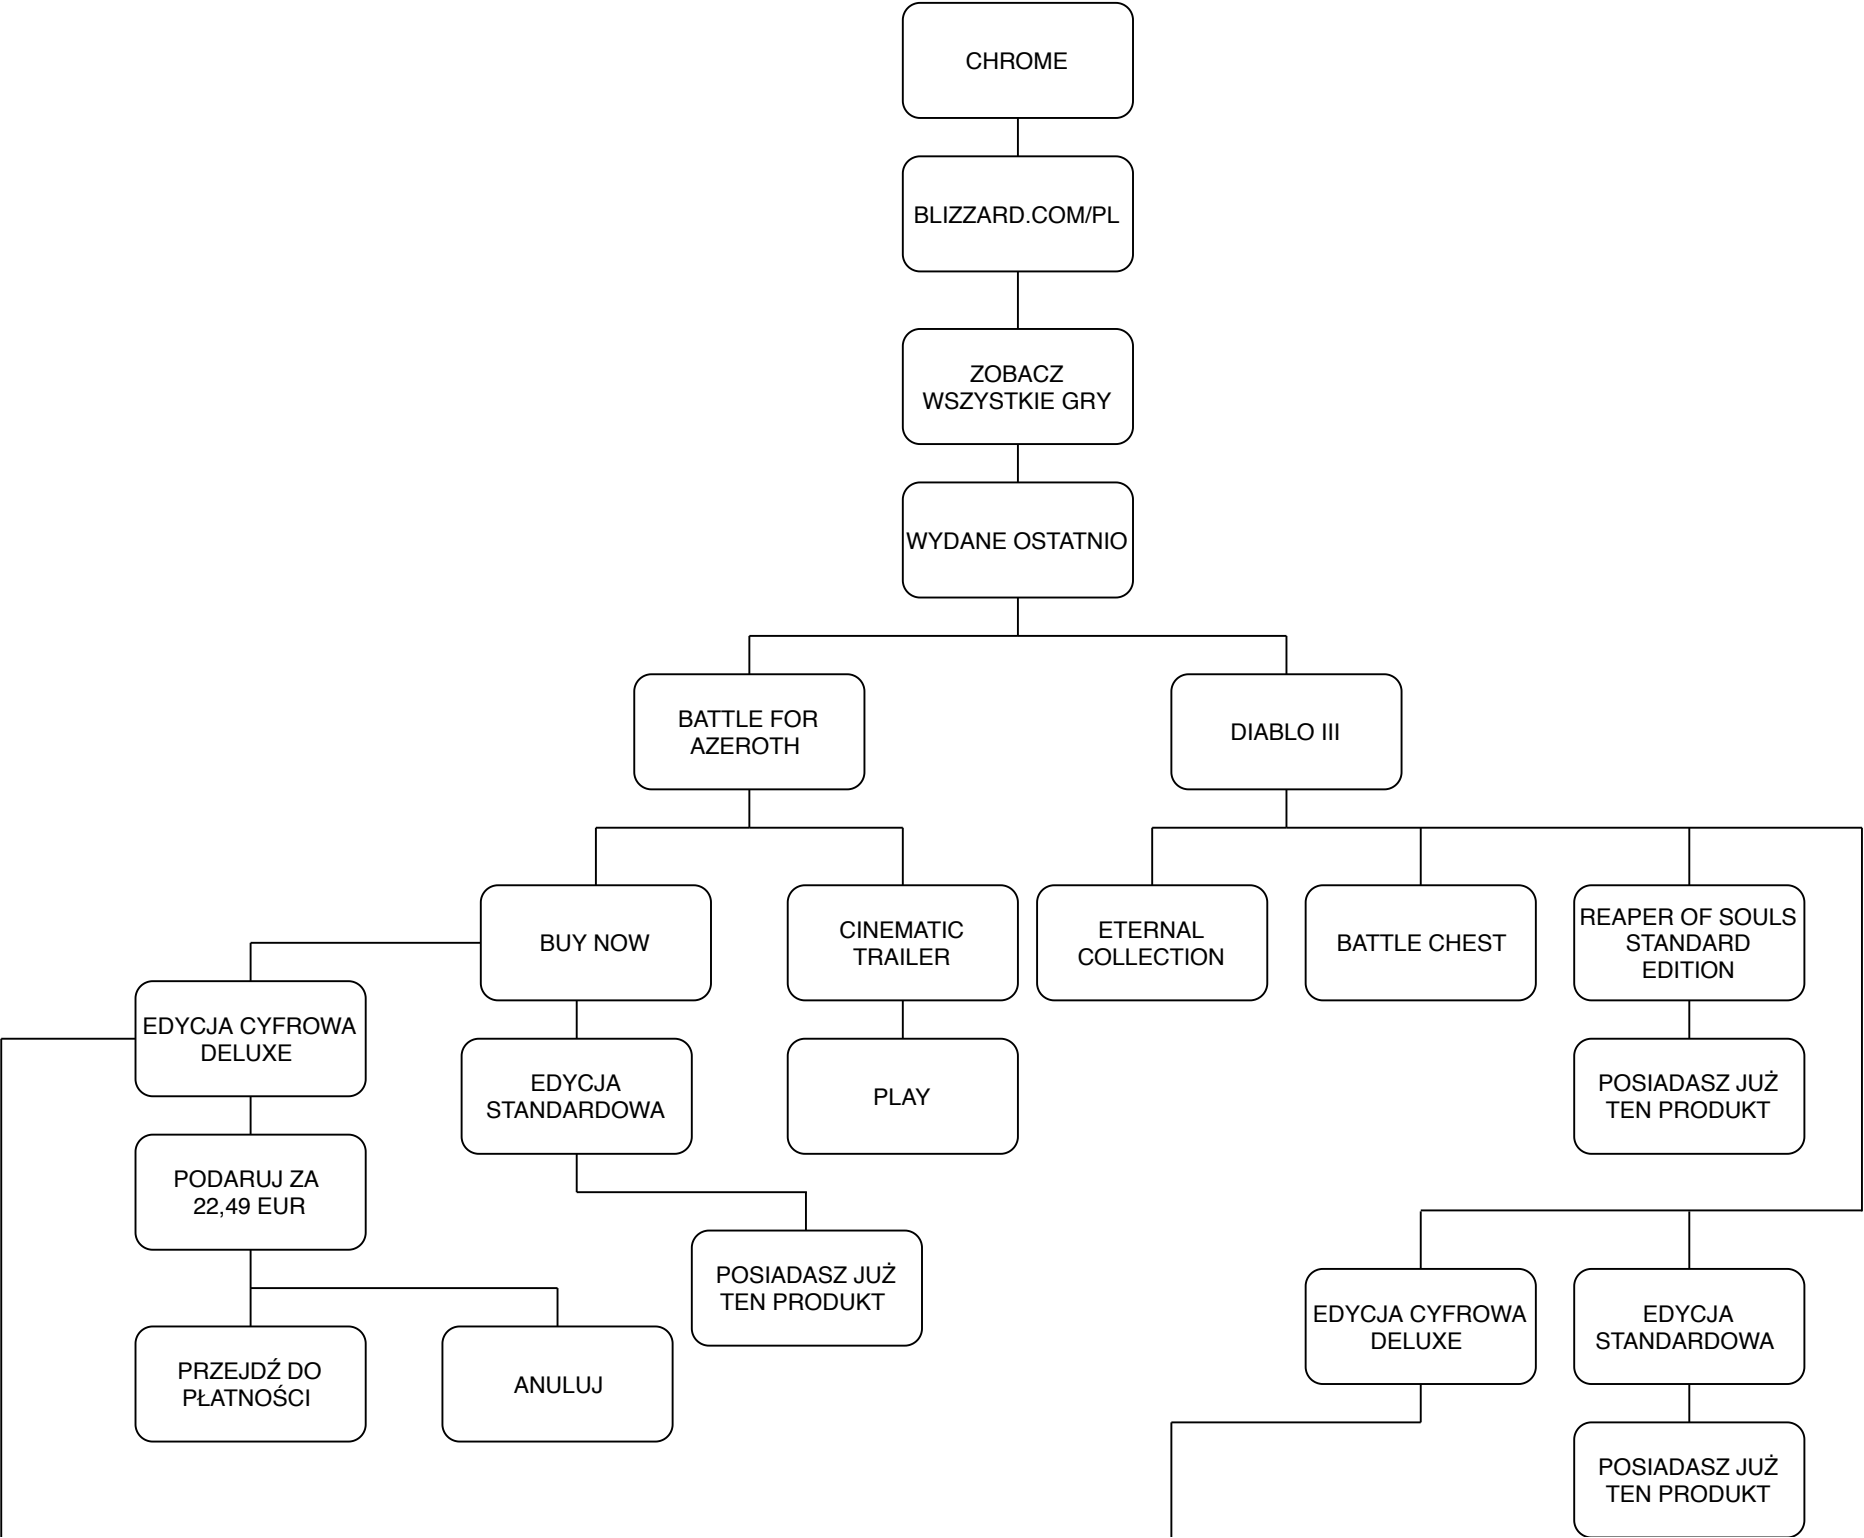 CHROME
BLIZZARD.COM/PL
ZOBACZ
WSZYSTKIE GRY
WYDANE OSTATNIO
BATTLE FOR
AZEROTH
DIABLO III
BUY NOW
CINEMATIC
TRAILER
ETERNAL
COLLECTION
BATTLE CHEST
REAPER OF SOULS
STANDARD
EDITION
EDYCJA CYFROWA
DELUXE
EDYCJA
STANDARDOWA
PLAY
POSIADASZ JUŻ
TEN PRODUKT
PODARUJ ZA
22,49 EUR
POSIADASZ JUŻ
TEN PRODUKT
EDYCJA CYFROWA
DELUXE
EDYCJA
STANDARDOWA
PRZEJDŹ DO
PŁATNOŚCI
ANULUJ
POSIADASZ JUŻ
TEN PRODUKT